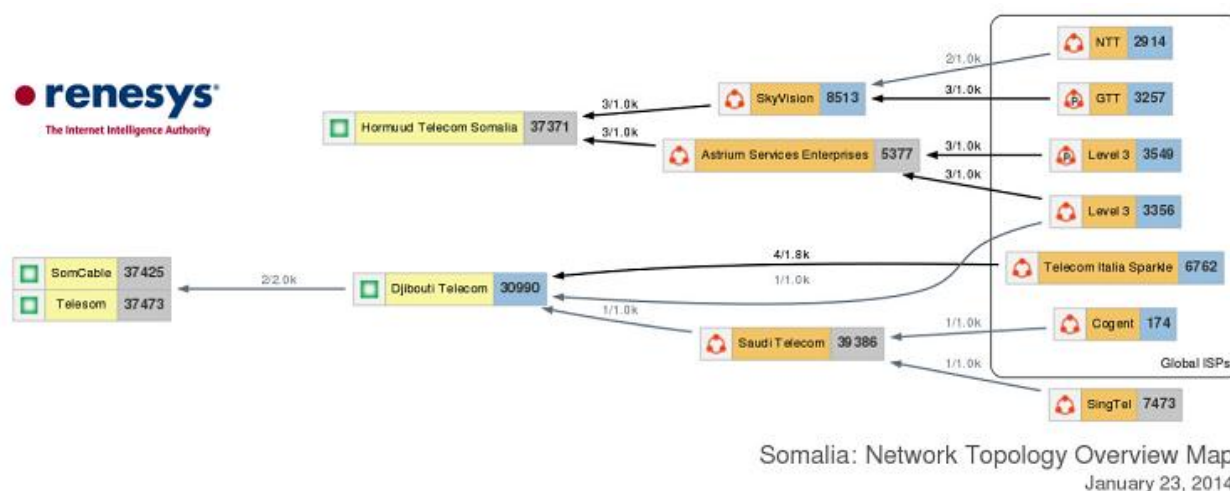 renesys
The Internet Intelligence Authority
NTT 2914
2/1.0k
SkyVision 8513
3/1.0k
GTT 3257
3/1.0k
Hormuud Telecom Somalia 37371
3/1.0k
Astrium Services Enterprises 5377
3/1.0k
Level 3 3549
3/1.0k
Level 3 3356
SomCable 37425
Telesom 37473
2/2.0k
Djibouti Telecom 30990
4/1.8k
1/1.0k
Telecom Italia Sparkle 6762
1/1.0k
Saudi Telecom 39386
1/1.0k
Cogent 174
Global ISPs
1/1.0k
SingTel 7473
Somalia: Network Topology Overview Map
January 23, 2014